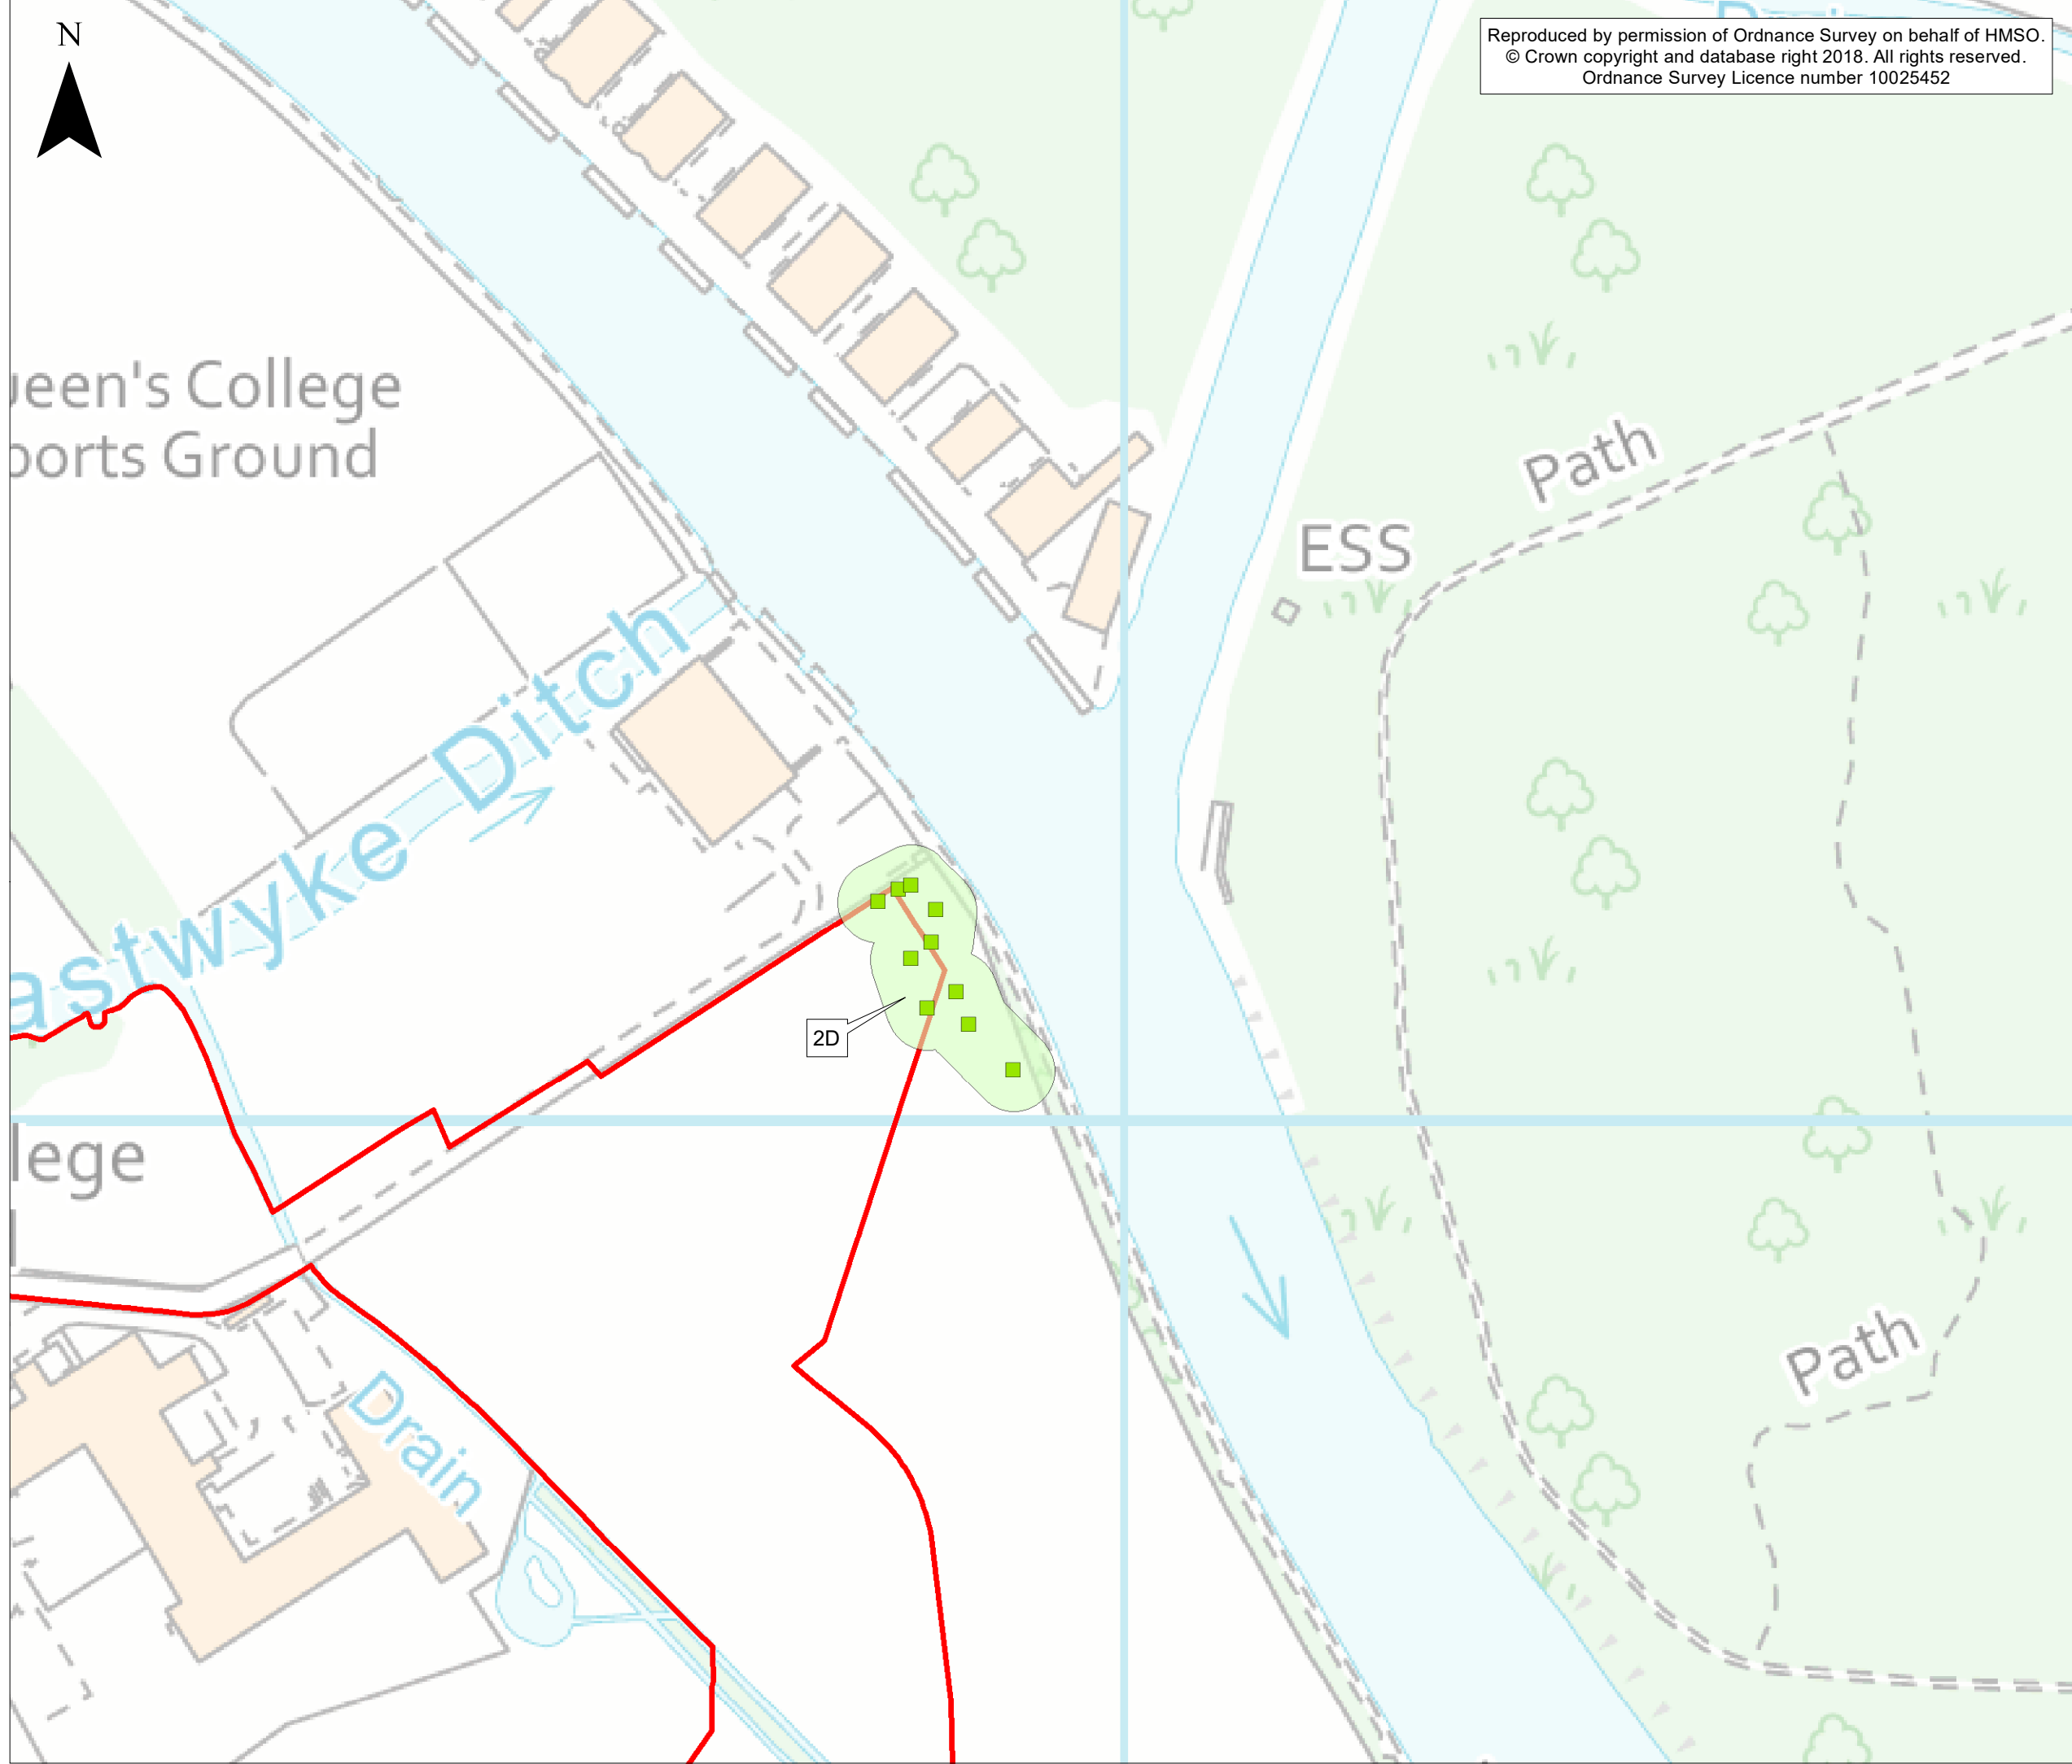 N
Reproduced by permission of Ordnance Survey on behalf of HMSO.
© Crown copyright and database right 2018. All rights reserved.
Ordnance Survey Licence number 10025452
ueen's College
ports Ground
Path
ESS
astwyke Ditch
2D
llege
Path
Drain